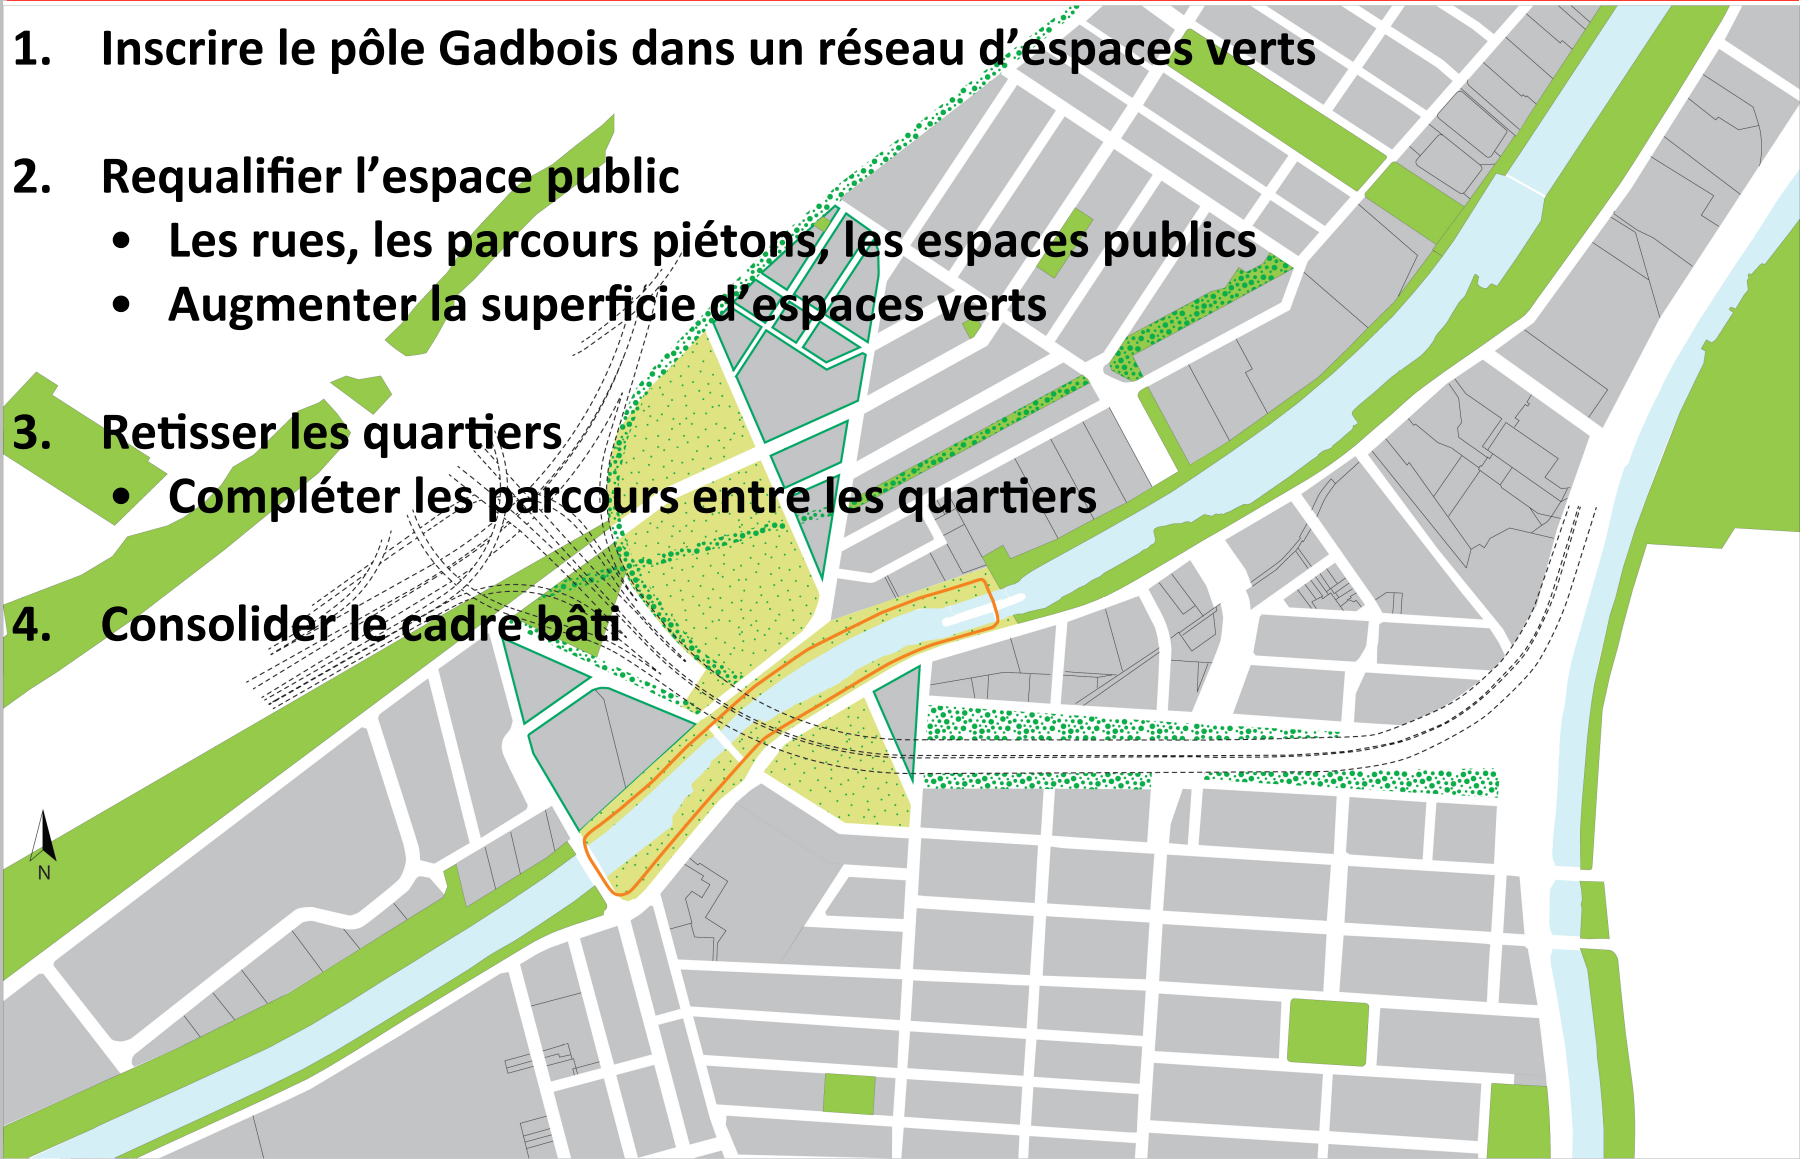 1. Inscrire le pôle Gadbois dans un réseau d’espaces verts
2. Requalifier l’espace public
• Les rues, les parcours piétons, les espaces publics
• Augmenter la superficie d’espaces verts
3. Retisser les quartiers
• Compléter les parcours entre les quartiers
4. Consolider le cadre bâti
N